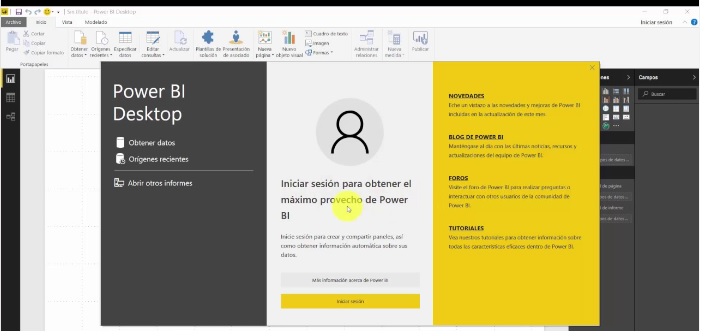 Sin título - Power BI Desktop
Archivo Inicio Vista Modelado Iniciar sesión
Pegar
Cortar
Copiar
Copiar formato
Portapapeles
Obtener datos
Orígenes recientes
Especificar datos
Editar consultas
Actualizar
Plantillas de solución
Presentación de asociado
Nueva página
Nuevo objeto visual
Cuadro de texto
Imagen
Formas
Administrar relaciones
Nueva medida
Publicar
Campos
Buscar
Power BI
Desktop
Obtener datos
Orígenes recientes
Abrir otros informes
Iniciar sesión para obtener el
máximo provecho de Power
BI
Inicie sesión para crear y compartir paneles, así
como obtener información automática sobre sus
datos.
Más información acerca de Power BI
Iniciar sesión
NOVEDADES
Eche un vistazo a las novedades y mejoras de Power BI
incluidas en la actualización de este mes.
BLOG DE POWER BI
Manténgase al día con las últimas noticias, recursos y
actualizaciones del equipo de Power BI.
FOROS
Visite el foro de Power BI para realizar preguntas o
interactuar con otros usuarios de la comunidad de
Power BI.
TUTORIALES
Vea nuestros tutoriales para obtener información sobre
todas las características eficaces dentro de Power BI.